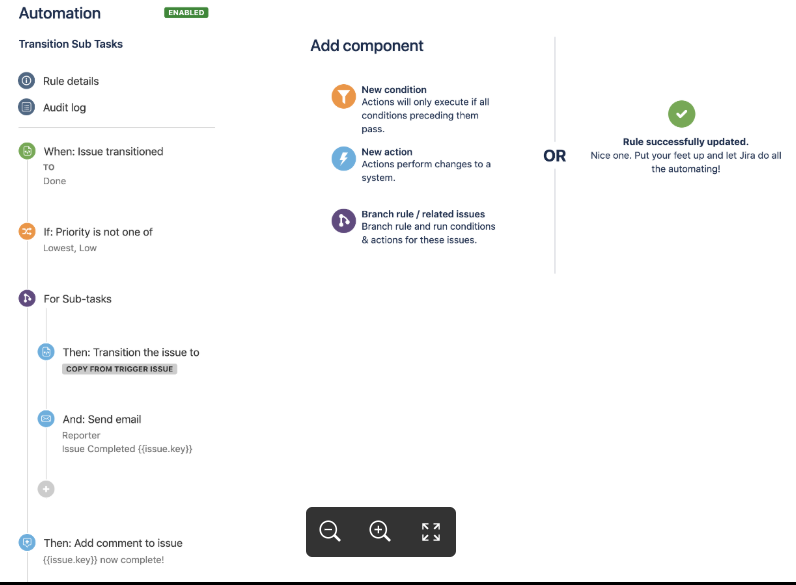 Automation
ENABLED
Transition Sub Tasks
Rule details
Audit log
When: Issue transitioned
TO
Done
If: Priority is not one of
Lowest, Low
For Sub-tasks
Then: Transition the issue to
COPY FROM TRIGGER ISSUE
And: Send email
Reporter
Issue Completed {{issue.key}}
Then: Add comment to issue
{{issue.key}} now complete!
Add component
New condition
Actions will only execute if all
conditions preceding them
pass.
New action
Actions perform changes to a
system.
Branch rule / related issues
Branch rule and run conditions
& actions for these issues.
OR
Rule successfully updated.
Nice one. Put your feet up and let Jira do all
the automating!